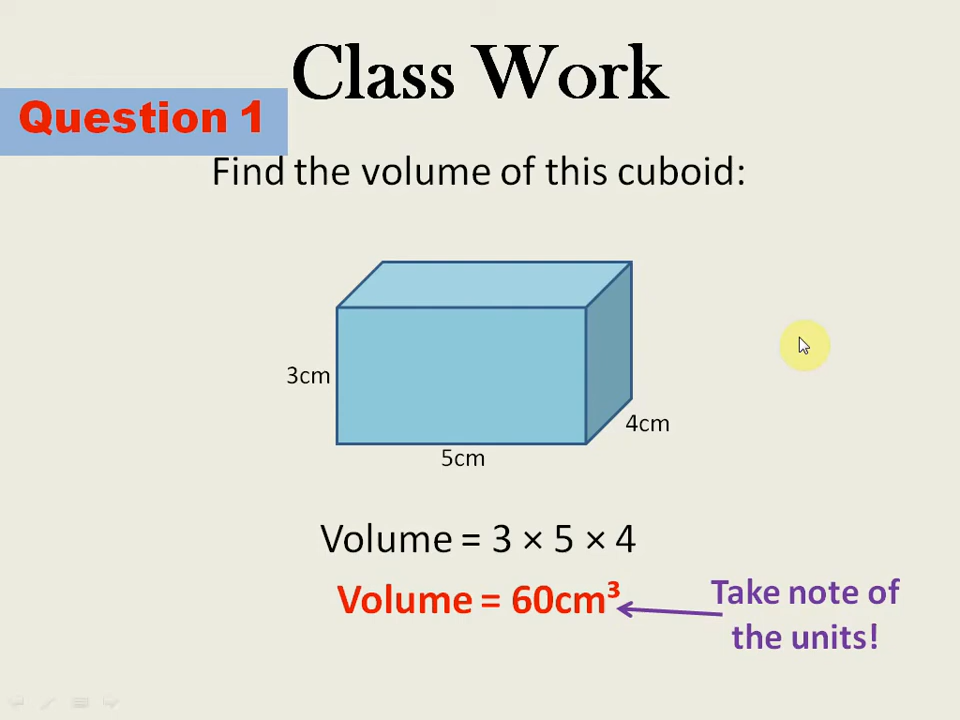 Class Work
Question 1
Find the volume of this cuboid:
3cm
4cm
5cm
Volume = 3 × 5 × 4
Volume = 60cm³
Take note of
the units!